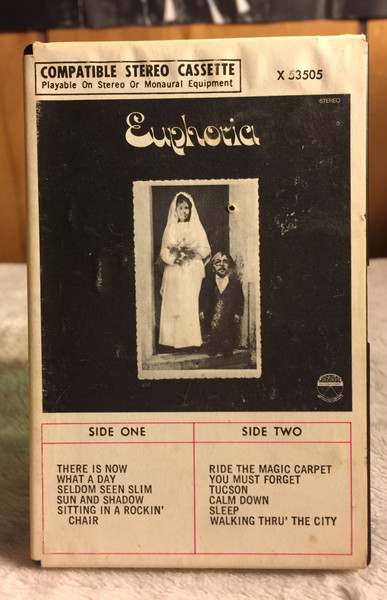 COMPATIBLE STEREO CASSETTE
Playable On Stereo Or Monaural Equipment
X 53505
STEREO
Euphoria
SIDE ONE
THERE IS NOW
WHAT A DAY
SELDOM SEEN SLIM
SUN AND SHADOW
SITTING IN A ROCKIN'
CHAIR
SIDE TWO
RIDE THE MAGIC CARPET
YOU MUST FORGET
TUCSON
CALM DOWN
SLEEP
WALKING THRU' THE CITY